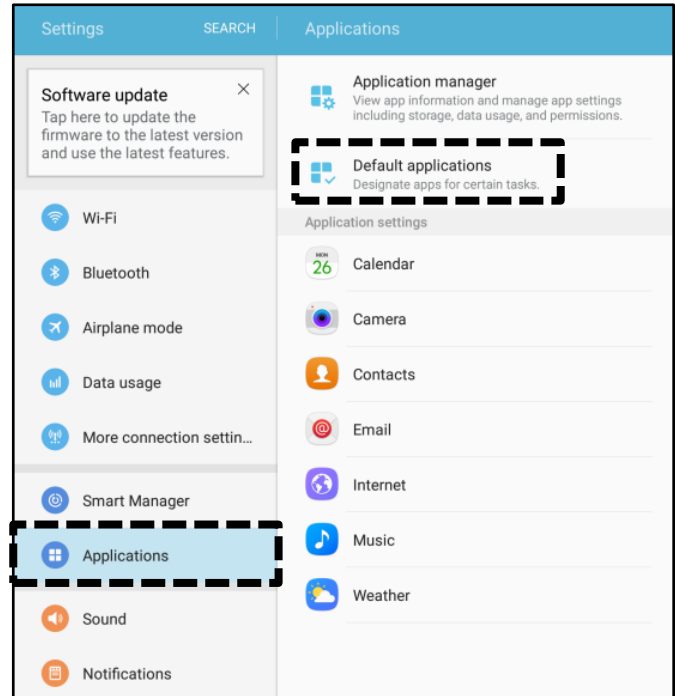 Settings
SEARCH
Software update
Tap here to update the
firmware to the latest version
and use the latest features.
Wi-Fi
Bluetooth
Airplane mode
Data usage
More connection settin...
Smart Manager
Applications
Sound
Notifications
Applications
Application manager
View app information and manage app settings
including storage, data usage, and permissions.
Default applications
Designate apps for certain tasks.
Application settings
MON
26
Calendar
Camera
Contacts
@
Email
Internet
Music
Weather